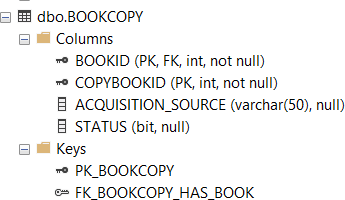 dbo.BOOKCOPY
Columns
BOOKID (PK, FK, int, not null)
COPYBOOKID (PK, int, not null)
ACQUISITION_SOURCE (varchar(50), null)
STATUS (bit, null)
Keys
PK_BOOKCOPY
FK_BOOKCOPY_HAS_BOOK